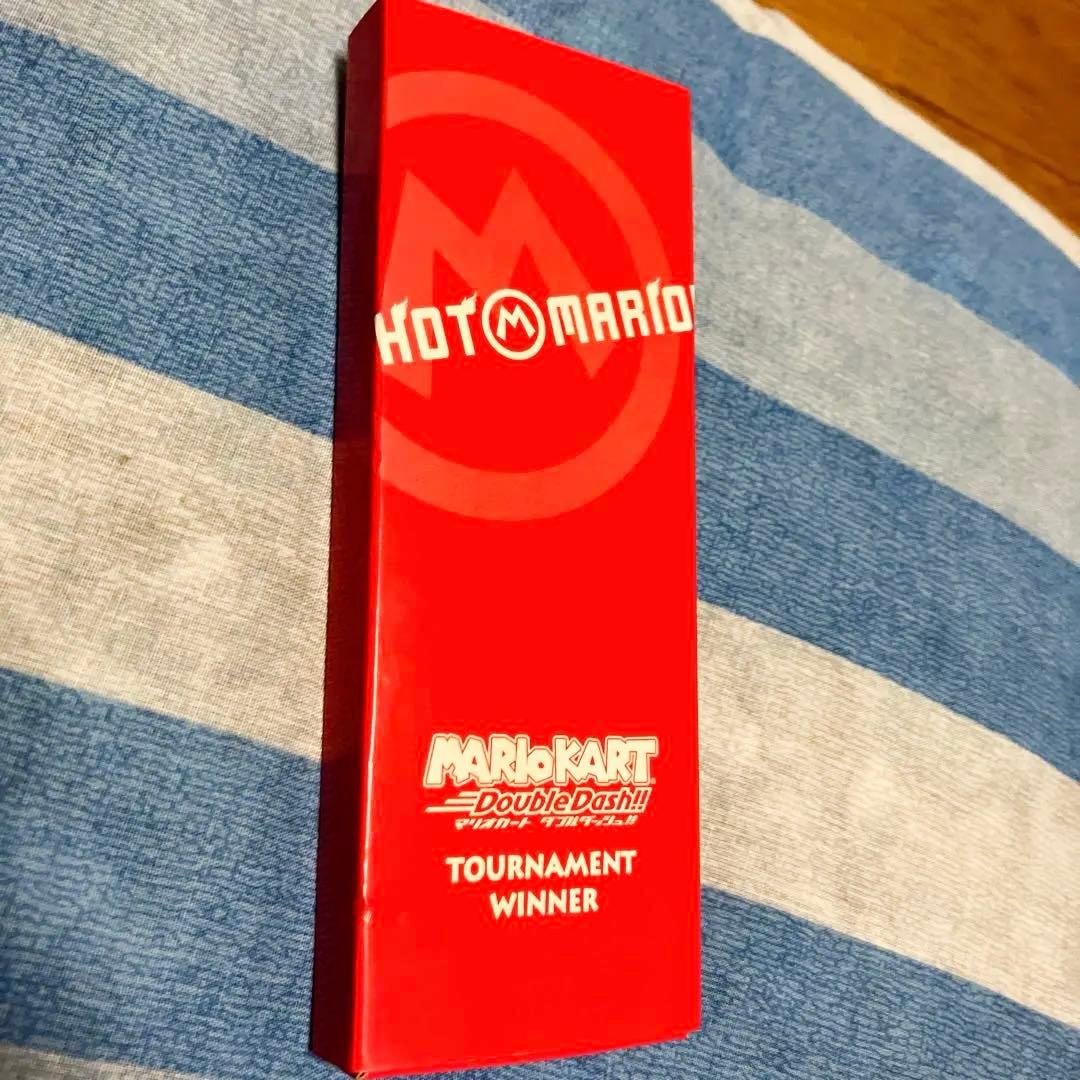 HOT M MARIO!
MARIO KART
Double Dash!!
マリオカート ダブルダッシュ!!
TOURNAMENT
WINNER